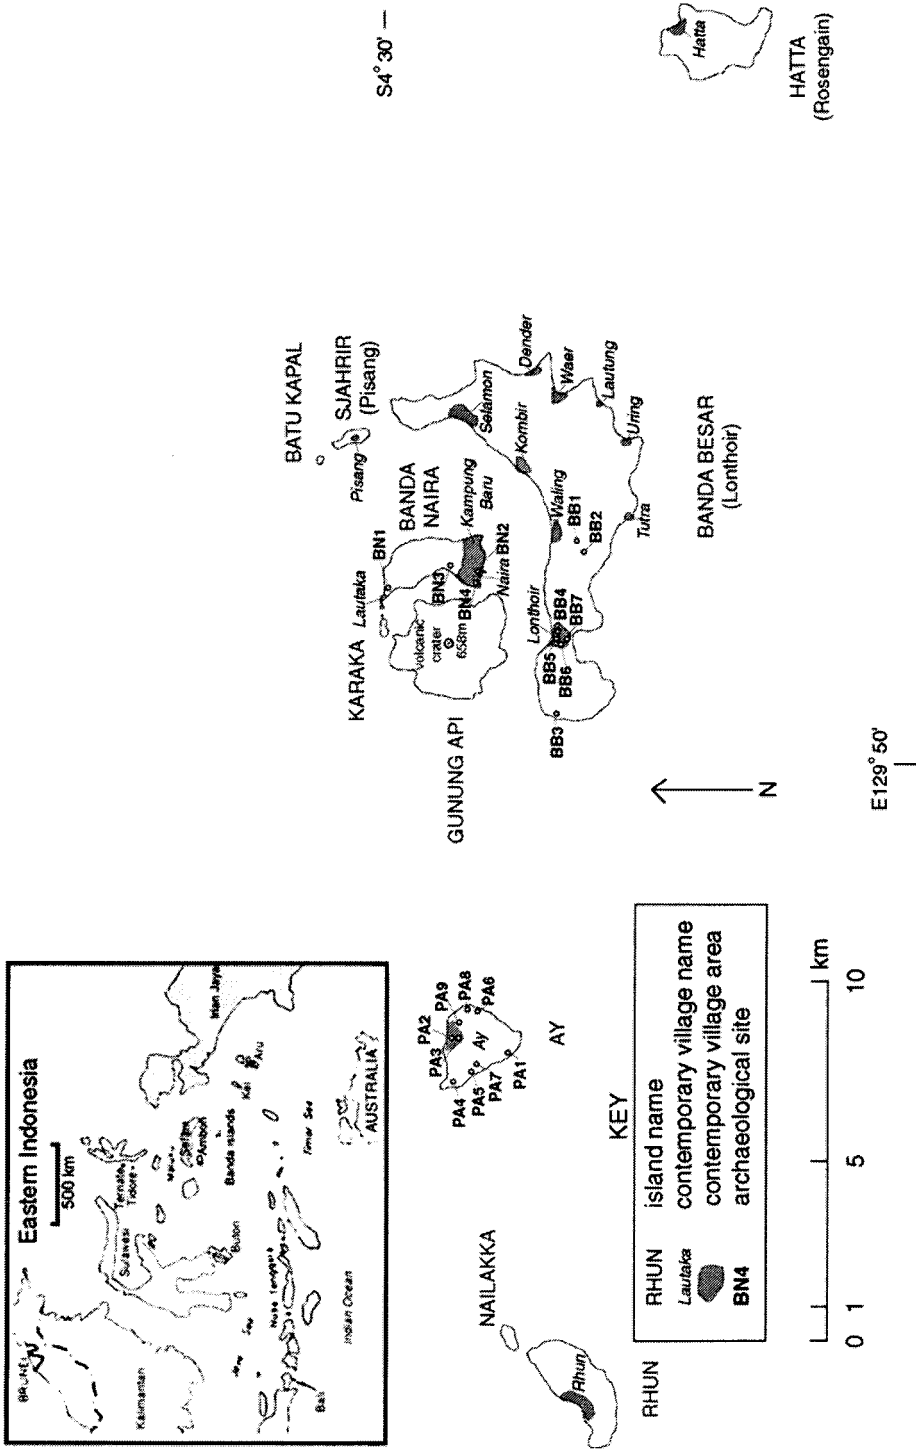 Eastern Indonesia
500 km
BRUNEI
Kalimantan
Sulawesi
Ternate
Tidore
Ambon
Banda Islands
Buton
Kei
Aru
Irian Jaya
Nusa Tenggara
Bali
Timor Sea
Indian Ocean
AUSTRALIA
S4°30'
HATTA
(Rosengain)
Hatta
BATU KAPAL
SJAHRIR
(Pisang)
Pisang
BANDA
NAIRA
Kampung
Baru
Naira
BN1
BN2
BN3
BN4
KARAKA
Lautaka
GUNUNG API
volcanic
crater
658m
BANDA BESAR
(Lonthoir)
Selamon
Dender
Waer
Lautung
Uring
Kombir
Waling
Tutra
Lonthoir
BB1
BB2
BB3
BB4
BB5
BB6
BB7
N
E129°50'
AY
Ay
PA1
PA2
PA3
PA4
PA5
PA6
PA7
PA8
PA9
NAILAKKA
RHUN
Rhun
KEY
RHUN island name
Lautaka contemporary village name
contemporary village area
BN4 archaeological site
0 1 5 10 km